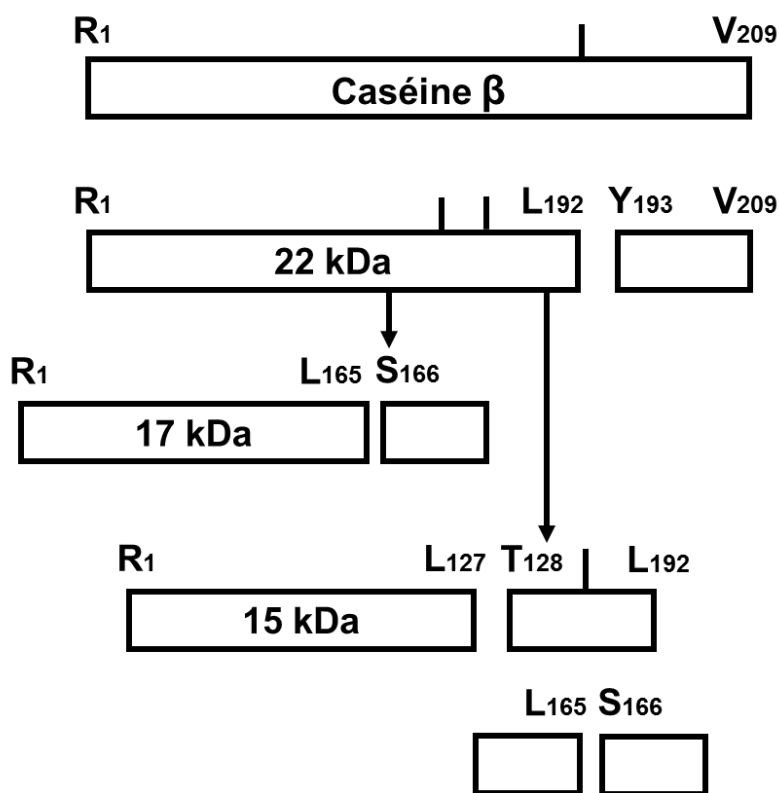 R1 V209
Caséine β
R1 L192 Y193 V209
22 kDa
R1 L165 S166
17 kDa
R1 L127 T128 L192
15 kDa
L165 S166